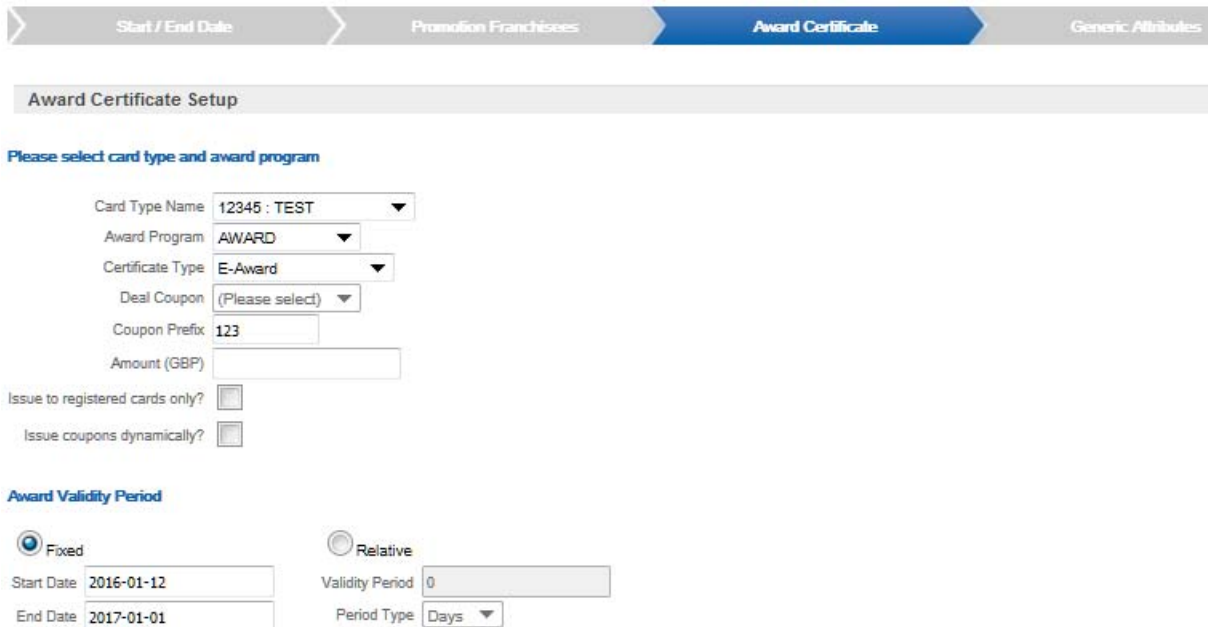 Start / End Date Promotion Franchisees Award Certificate Generic Attributes
Award Certificate Setup
Please select card type and award program
Card Type Name 12345 : TEST
Award Program AWARD
Certificate Type E-Award
Deal Coupon (Please select)
Coupon Prefix 123
Amount (GBP)
Issue to registered cards only?
Issue coupons dynamically?
Award Validity Period
Fixed Relative
Start Date 2016-01-12 Validity Period 0
End Date 2017-01-01 Period Type Days